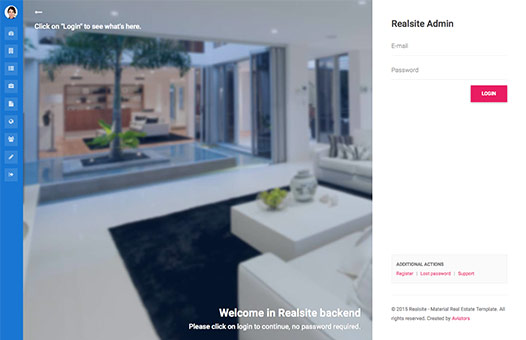 Click on "Login" to see what's here.
Welcome in Realsite backend
Please click on login to continue, no password required.
Realsite Admin
E-mail
Password
LOGIN
ADDITIONAL ACTIONS
Register | Lost password | Support
© 2015 Realsite - Material Real Estate Template. All
rights reserved. Created by Aviators